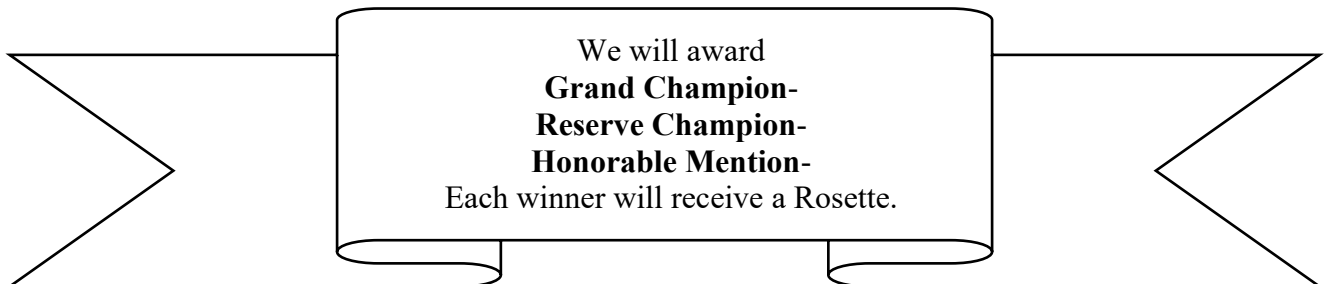 We will award
Grand Champion-
Reserve Champion-
Honorable Mention-
Each winner will receive a Rosette.